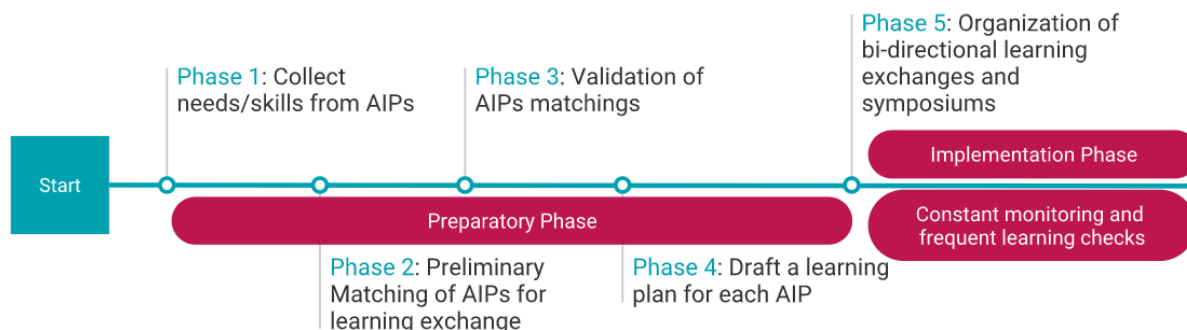 Phase 5: Organization of
bi-directional learning
exchanges and
symposiums
Phase 1: Collect
needs/skills from AIPs
Phase 3: Validation of
AIPs matchings
Implementation Phase
Start
Preparatory Phase
Constant monitoring and
frequent learning checks
Phase 2: Preliminary
Matching of AIPs for
learning exchange
Phase 4: Draft a learning
plan for each AIP